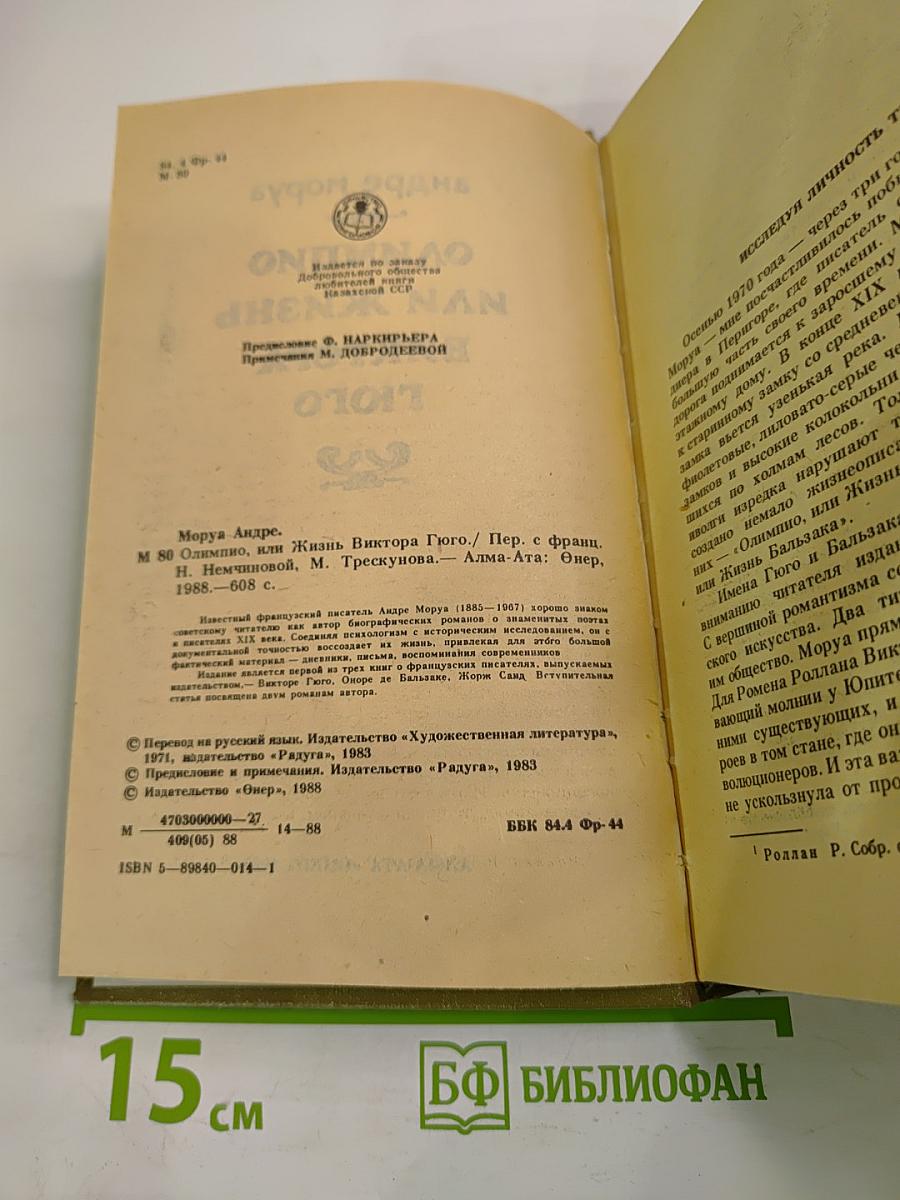 84. 4 Фр. 44
М. 80
Издается по заказу
Добровольного общества
любителей книги
Казахской ССР
Предисловие Ф. НАРКИРЬЕРА
Примечания М. ДОБРОДЕЕВОЙ
Моруа Андре.
М 80 Олимпио, или Жизнь Виктора Гюго./ Пер. с франц.
Н. Немчиновой, М. Трескунова.— Алма-Ата: Өнер,
1988.—608 с.
Известный французский писатель Андре Моруа (1885—1967) хорошо знаком
советскому читателю как автор биографических романов о знаменитых поэтах
и писателях XIX века. Соединяя психологизм с историческим исследованием, он с
документальной точностью воссоздает их жизнь, привлекая для этого большой
фактический материал — дневники, письма, воспоминания современников
Издание является первой из трех книг о французских писателях, выпускаемых
издательством,— Викторе Гюго, Оноре де Бальзаке, Жорж Санд Вступительная
статья посвящена двум романам автора.
© Перевод на русский язык. Издательство «Художественная литература»,
1971, издательство «Радуга», 1983
© Предисловие и примечания. Издательство «Радуга», 1983
© Издательство «Өнер», 1988
М 4703000000—27 14—88
409(05) 88
ББК 84.4 Фр-44
ISBN 5—89840—014—1
ИССЛЕДУЯ ЛИЧНОСТЬ
Осенью 1970 года — через три
Моруа — мне посчастливилось
диера в Перигоре, где писатель
большую часть своего времени.
дорога поднимается к заросшему
этажному дому. В конце XIX
к старинному замку со
замка вьется узенькая река.
фиолетовые, лиловато-серые
замков и высокие колокольни
шихся по холмам лесов.
иволги изредка нарушают
создано немало
них — «Олимпио, или Жизнь
или Жизнь Бальзака».
Имена Гюго и Бальзака
вниманию читателя
С вершиной романтизма
ского искусства. Два
им общество. Моруа
Для Ромена Роллана
вающий молнии у
ними существующих, и
роев в том стане, где
волюционеров. И эта
не ускользнула от
¹ Роллан Р. Собр.
15 см
БФ БИБЛИОФАН